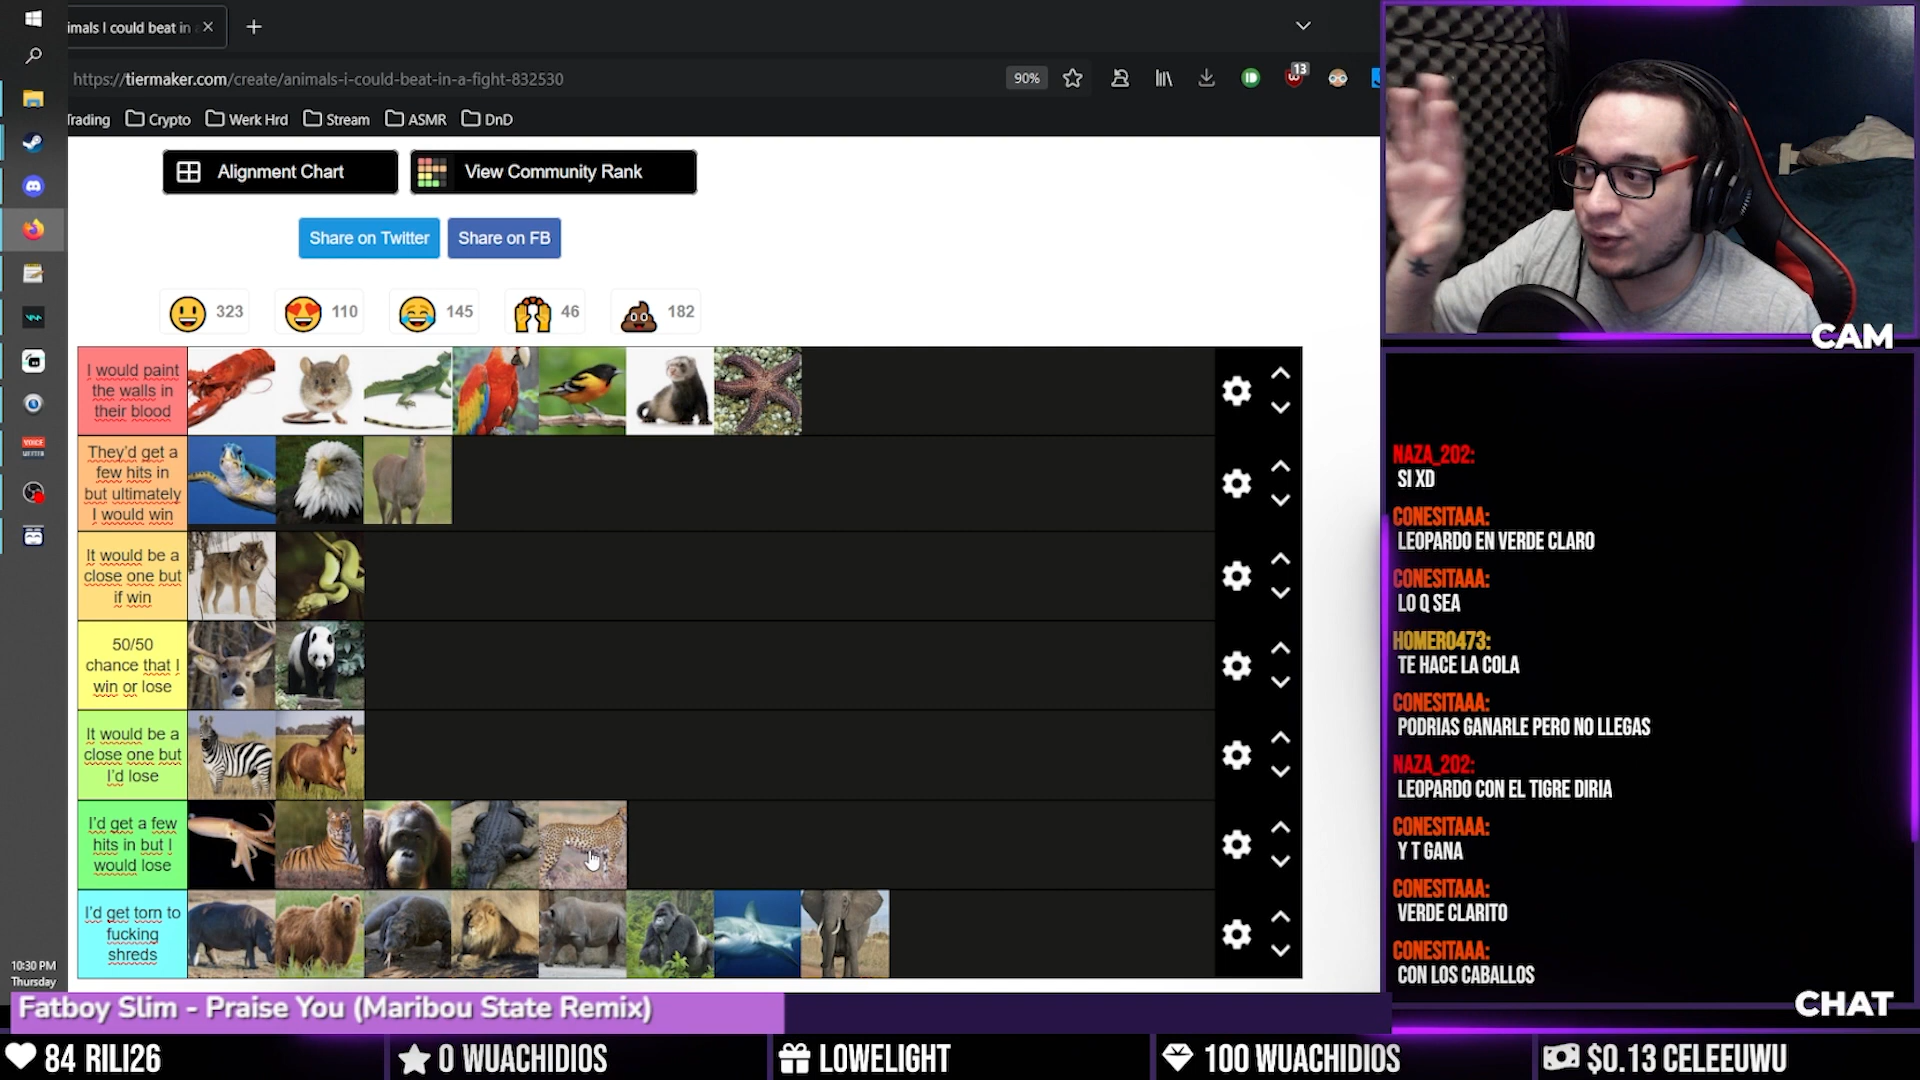 imals I could beat in
https://tiermaker.com/create/animals-i-could-beat-in-a-fight-832530
90%
13
Trading
Crypto
Werk Hrd
Stream
ASMR
DnD
Alignment Chart
View Community Rank
Share on Twitter
Share on FB
323
110
145
46
182
I would paint
the walls in
their blood
They'd get a
few hits in
but ultimately
I would win
It would be a
close one but
if win
50/50
chance that I
win or lose
It would be a
close one but
I'd lose
I'd get a few
hits in but I
would lose
I'd get torn to
fucking
shreds
10:30 PM
Thursday
CAM
NAZA_202:
SI XD
CONESITAAA:
LEOPARDO EN VERDE CLARO
CONESITAAA:
LO Q SEA
HOMERO473:
TE HACE LA COLA
CONESITAAA:
PODRIAS GANARLE PERO NO LLEGAS
NAZA_202:
LEOPARDO CON EL TIGRE DIRIA
CONESITAAA:
Y T GANA
CONESITAAA:
VERDE CLARITO
CONESITAAA:
CON LOS CABALLOS
CHAT
Fatboy Slim - Praise You (Maribou State Remix)
84 RILI26
0 WUACHIDIOS
LOWELIGHT
100 WUACHIDIOS
$0.13 CELEEUWU